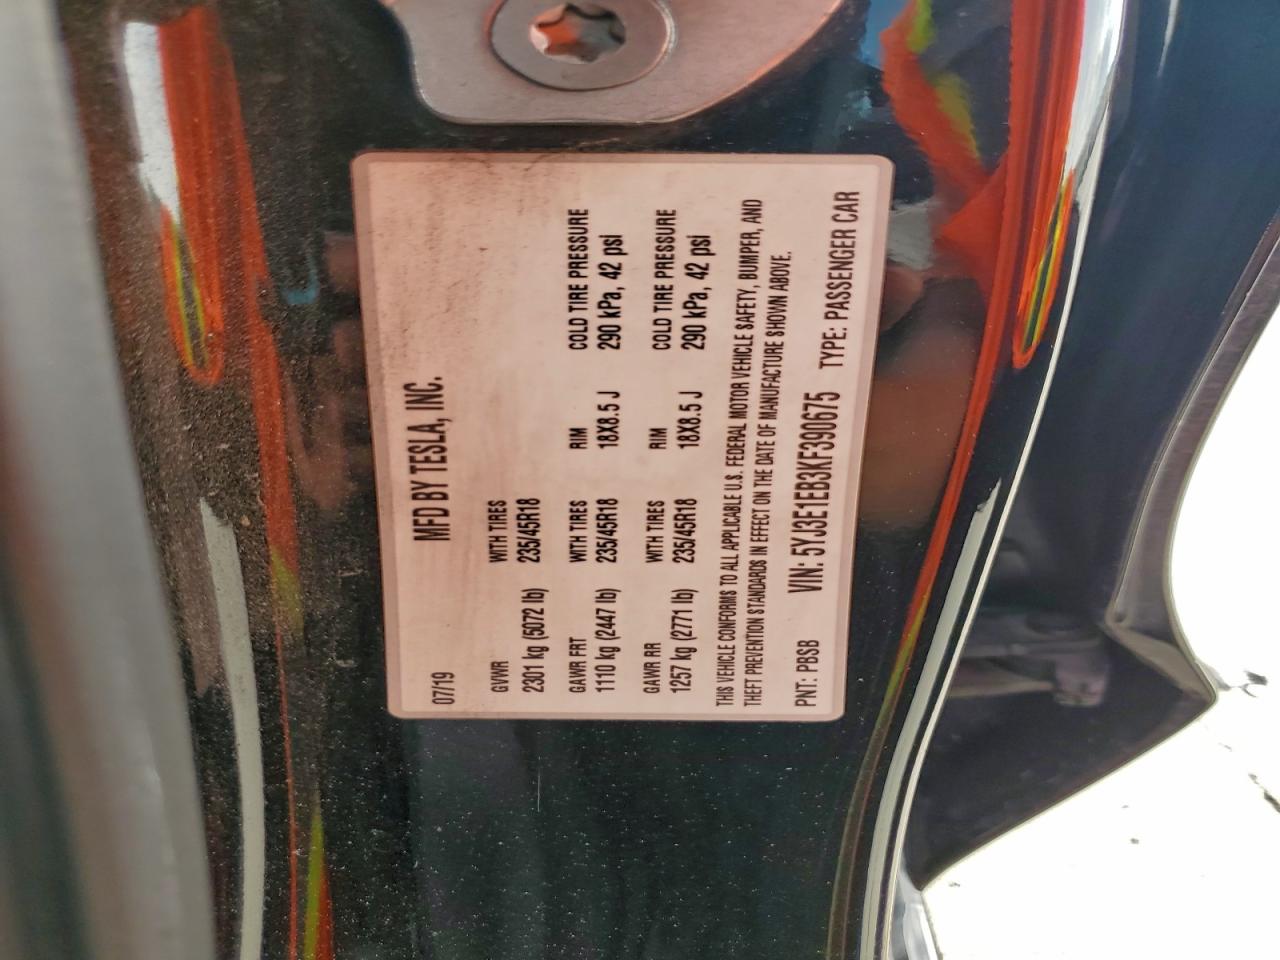 MFD BY TESLA, INC.
07/19
GVWR WITH TIRES
2301 kg (5072 lb) 235/45R18
GAWR FRT WITH TIRES RIM COLD TIRE PRESSURE
1110 kg (2447 lb) 235/45R18 18X8.5 J 290 kPa, 42 psi
GAWR RR WITH TIRES RIM COLD TIRE PRESSURE
1257 kg (2771 lb) 235/45R18 18X8.5 J 290 kPa, 42 psi
THIS VEHICLE CONFORMS TO ALL APPLICABLE U.S. FEDERAL MOTOR VEHICLE SAFETY, BUMPER, AND
THEFT PREVENTION STANDARDS IN EFFECT ON THE DATE OF MANUFACTURE SHOWN ABOVE.
PNT: PBSB VIN: 5YJ3E1EB3KF390675 TYPE: PASSENGER CAR